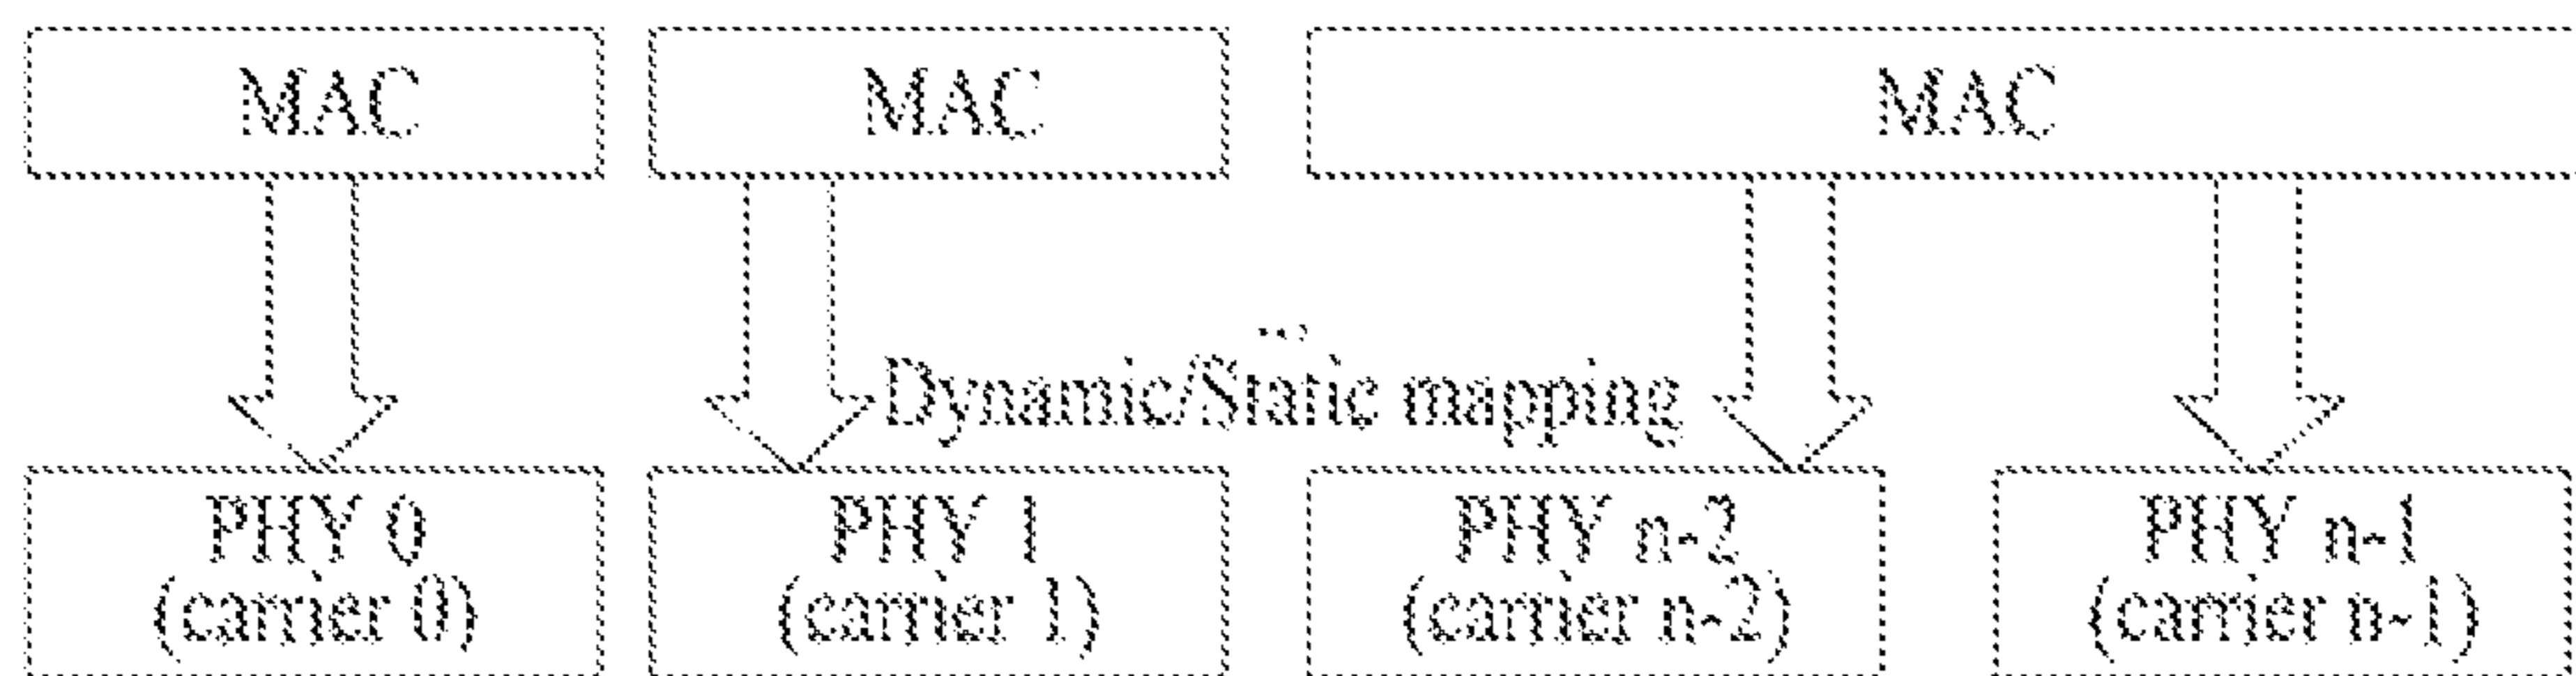 MAC
MAC
MAC
...
Dynamic/Static mapping
PHY 0
(carrier 0)
PHY 1
(carrier 1)
PHY n-2
(carrier n-2)
PHY n-1
(carrier n-1)